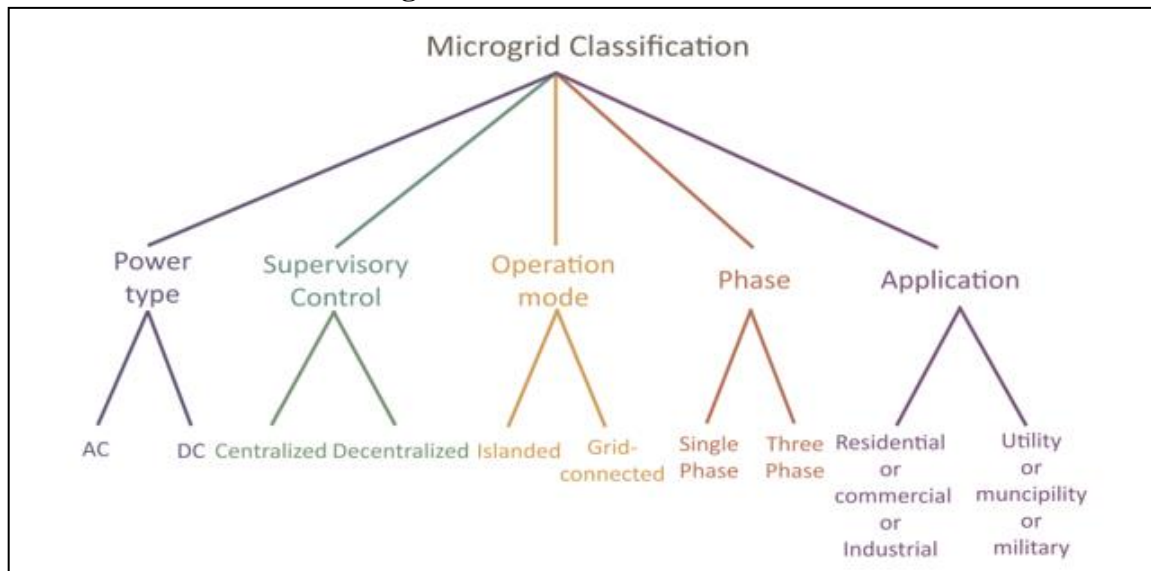 Microgrid Classification
Power
type
Supervisory
Control
Operation
mode
Phase
Application
AC
DC
Centralized
Decentralized
Islanded
Grid-
connected
Single
Phase
Three
Phase
Residential
or
commercial
or
Industrial
Utility
or
muncipility
or
military